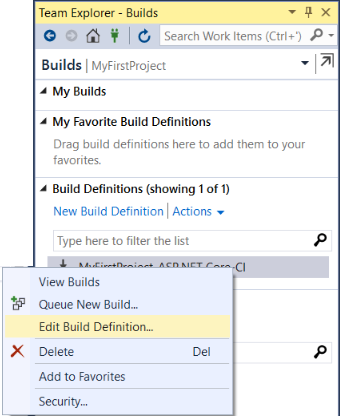 Team Explorer - Builds
Search Work Items (Ctrl+')
Builds | MyFirstProject
My Builds
My Favorite Build Definitions
Drag build definitions here to add them to your
favorites.
Build Definitions (showing 1 of 1)
New Build Definition | Actions
Type here to filter the list
MyFirstProject-ASP.NET Core-CI
View Builds
Queue New Build...
Edit Build Definition...
Delete Del
Add to Favorites
Security...